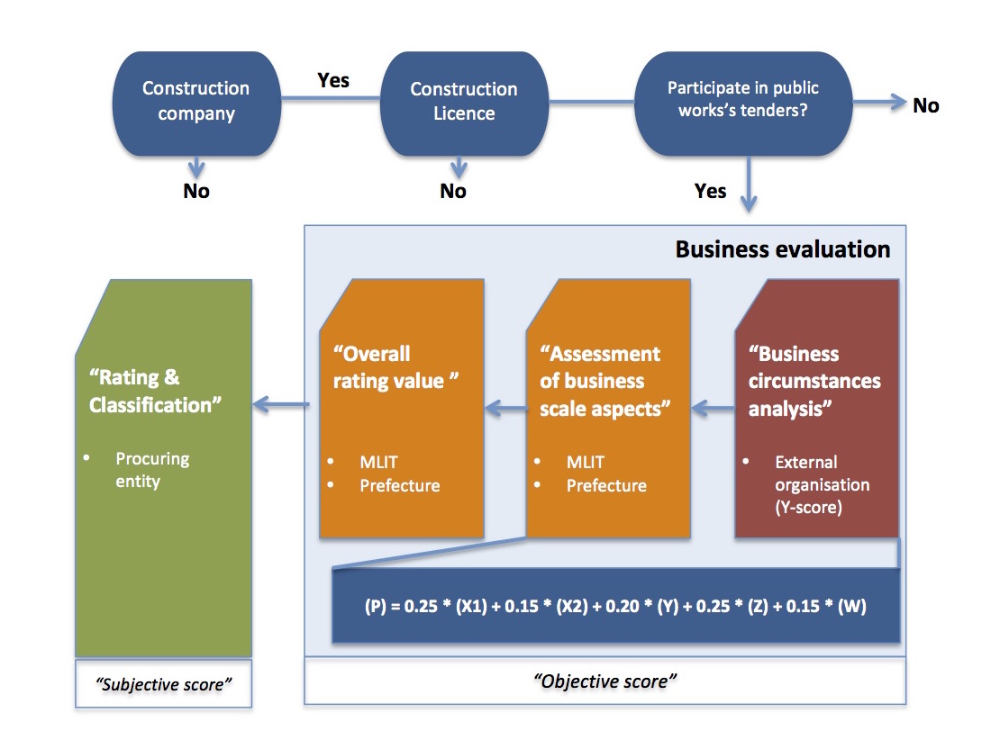 Construction
company
Yes
Construction
Licence
Participate in public
works's tenders?
No
No
No
Yes
Business evaluation
“Rating &
Classification”
• Procuring
entity
“Overall
rating value ”
• MLIT
• Prefecture
“Assessment
of business
scale aspects”
• MLIT
• Prefecture
“Business
circumstances
analysis”
• External
organisation
(Y-score)
(P) = 0.25 * (X1) + 0.15 * (X2) + 0.20 * (Y) + 0.25 * (Z) + 0.15 * (W)
“Subjective score”
“Objective score”